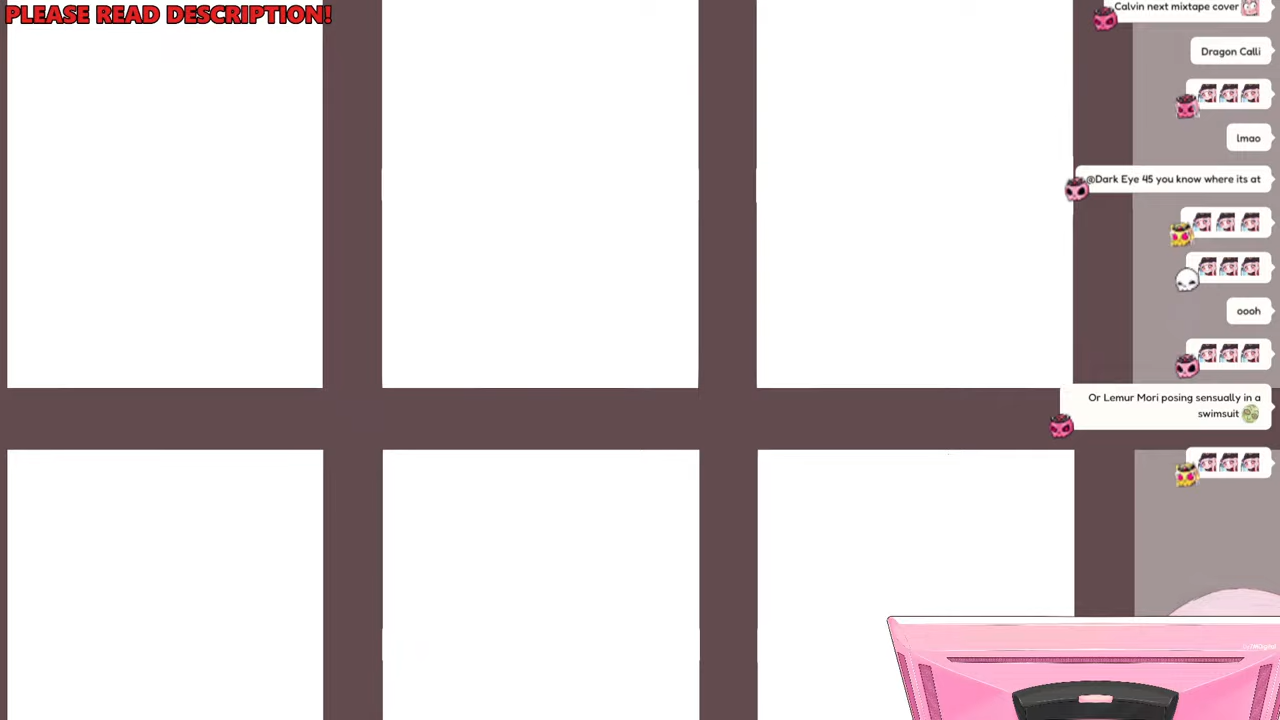 PLEASE READ DESCRIPTION!
Calvin next mixtape cover
Dragon Calli
lmao
@Dark Eye 45 you know where its at
oooh
Or Lemur Mori posing sensually in a
swimsuit